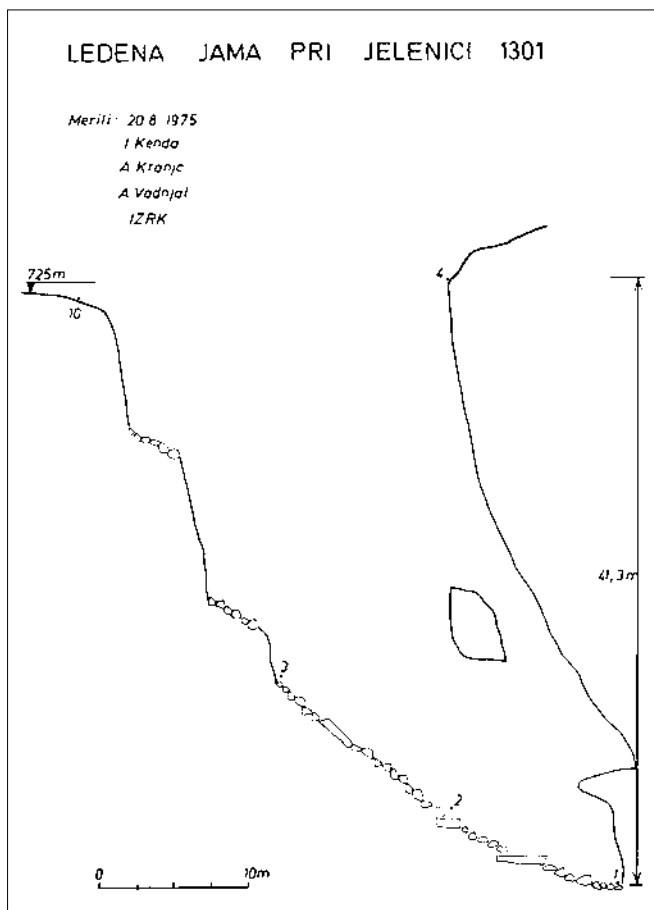 LEDENA JAMA PRI JELENICI 1301
Merili: 20 8 1975
I Kenda
A Kranjc
A Vadnjal
IZRK
725m
4
10
41,3m
3
2
1
0 10m